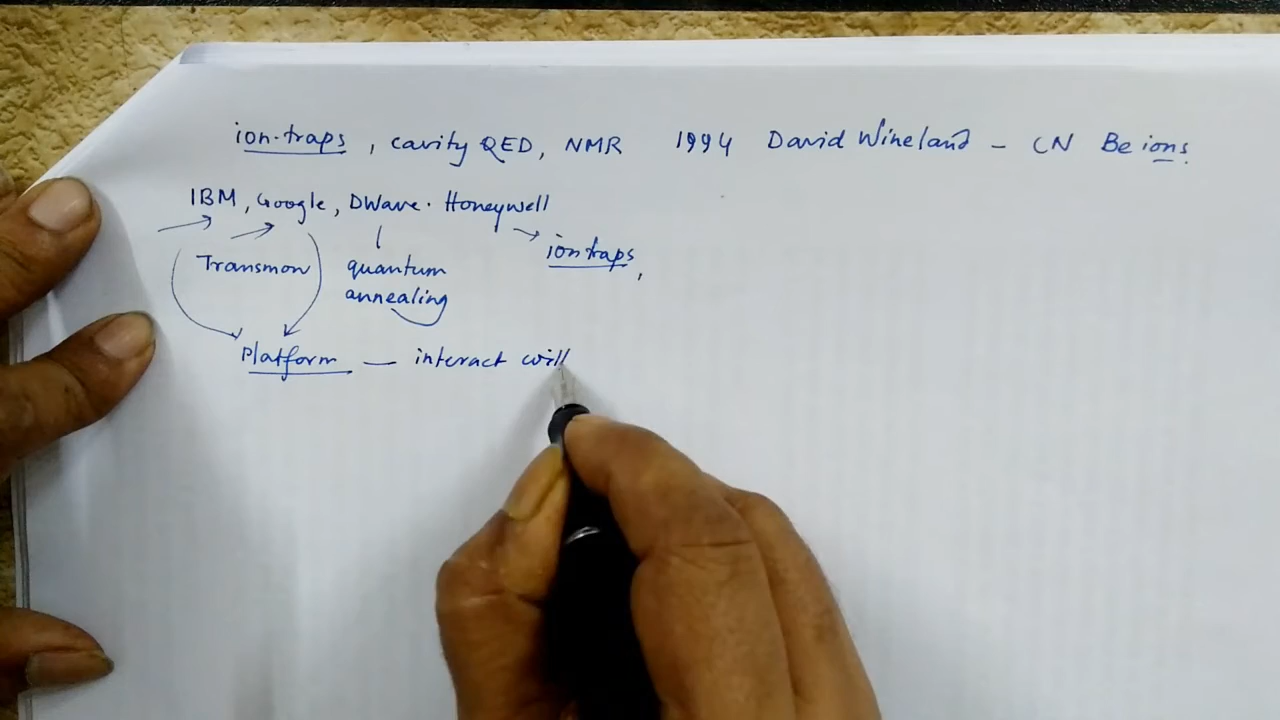 ion-traps, cavity QED, NMR 1994 David Wineland - CN Be ions.
IBM, Google, DWave. Honeywell
→ ion traps,
Transmon quantum
annealing
Platform — interact will